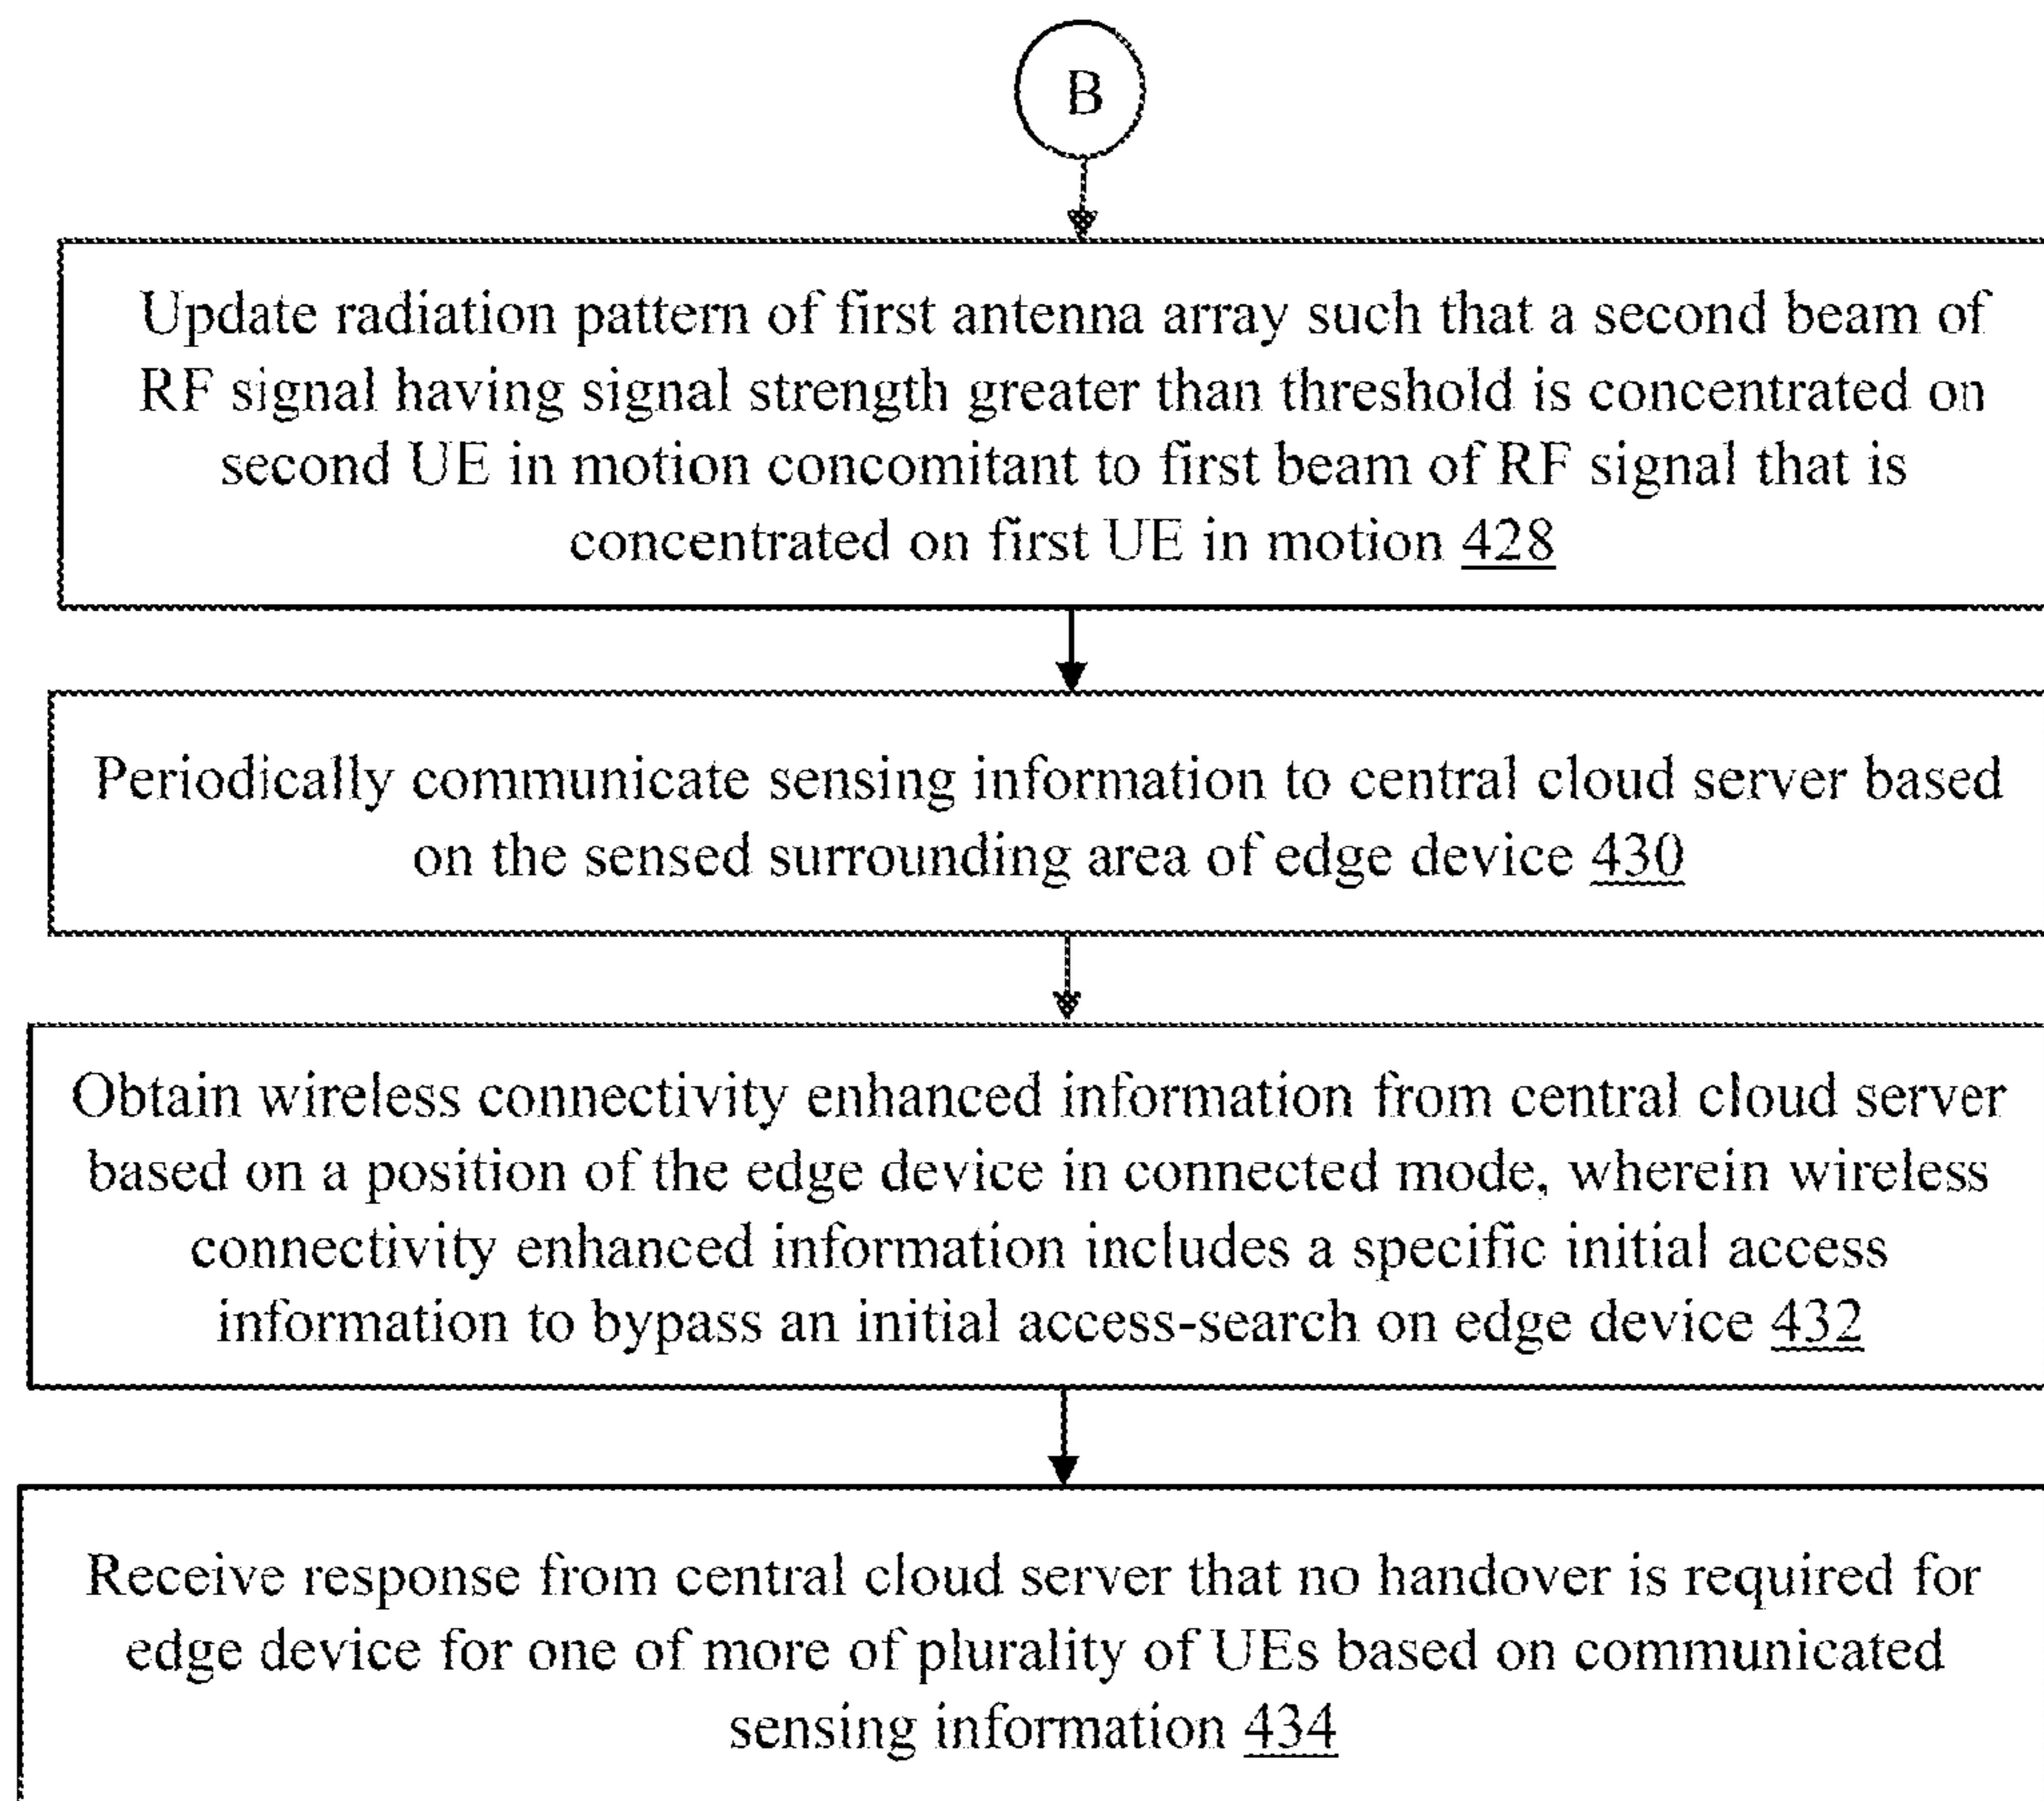 B
Update radiation pattern of first antenna array such that a second beam of
RF signal having signal strength greater than threshold is concentrated on
second UE in motion concomitant to first beam of RF signal that is
concentrated on first UE in motion 428
Periodically communicate sensing information to central cloud server based
on the sensed surrounding area of edge device 430
Obtain wireless connectivity enhanced information from central cloud server
based on a position of the edge device in connected mode, wherein wireless
connectivity enhanced information includes a specific initial access
information to bypass an initial access-search on edge device 432
Receive response from central cloud server that no handover is required for
edge device for one of more of plurality of UEs based on communicated
sensing information 434